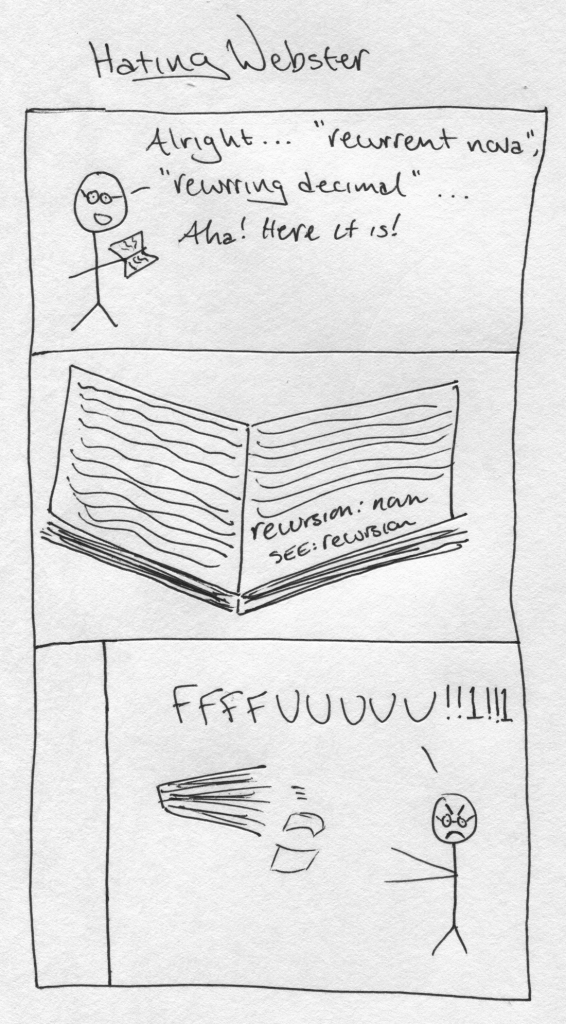 Hating Webster
Alright... "recurrent nova",
"recurring decimal" ...
Aha! Here it is!
recursion: noun
SEE: recursion
FFFFUUUUU!!1!!1